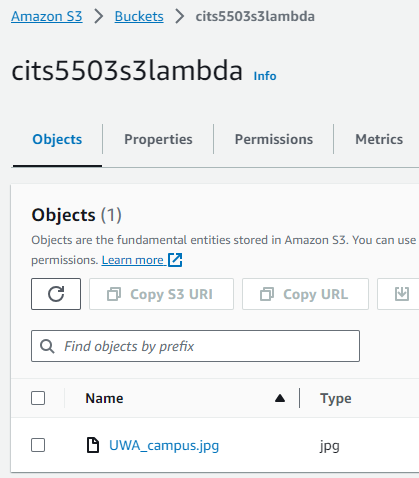 Amazon S3 > Buckets > cits5503s3lambda
cits5503s3lambda Info
Objects Properties Permissions Metrics
Objects (1)
Objects are the fundamental entities stored in Amazon S3. You can use
permissions. Learn more
Copy S3 URI Copy URL
Find objects by prefix
Name Type
UWA_campus.jpg jpg